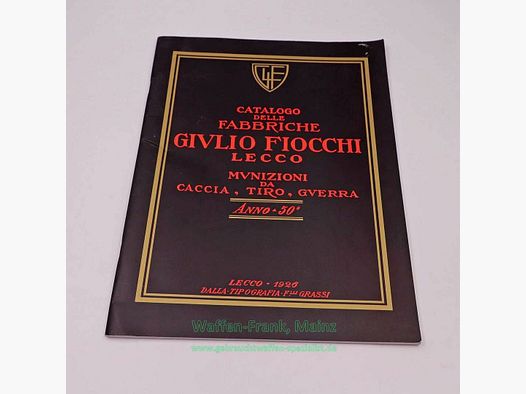 GF
CATALOGO
DELLE
FABBRICHE
GIVLIO FIOCCHI
LECCO
MVNIZIONI
DA
CACCIA, TIRO, GVERRA
ANNO - 50º
LECCO - 1926
DALLA TIPOGRAFIA F.LLI GRASSI
Waffen-Frank, Mainz
www.gebrauchtwaffen-spezialist.de